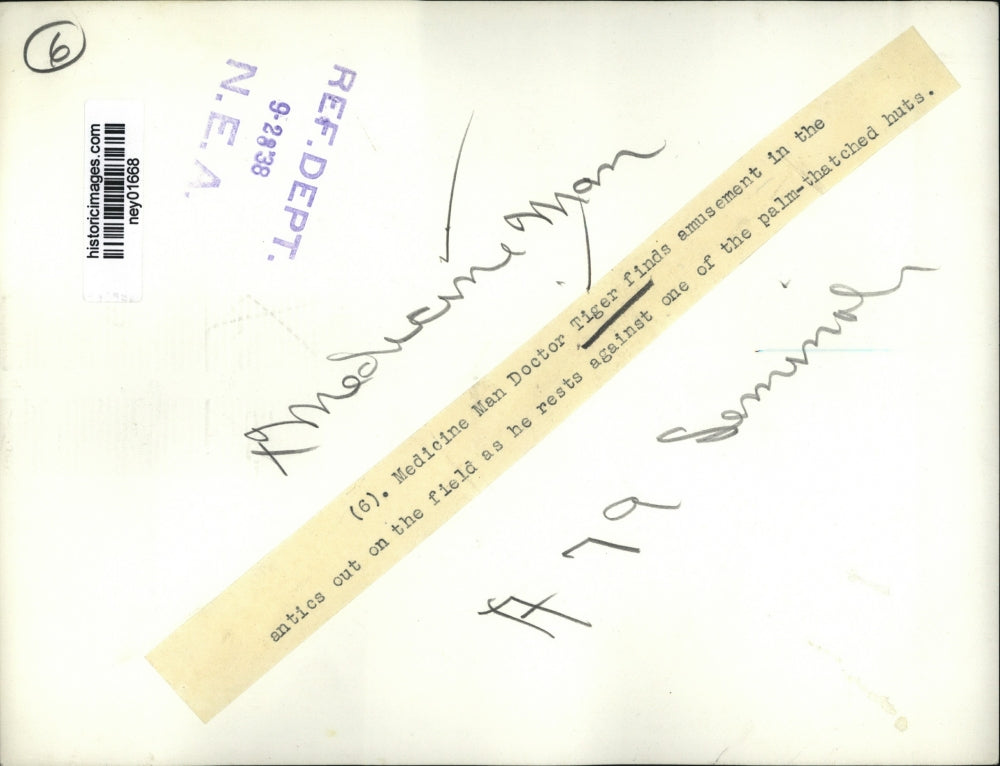 6
historicimages.com
ney01668
REF. DEPT.
9-28 38
N.E.A.
Medicine Man
(6). Medicine Man Doctor Tiger finds amusement in the
antics out on the field as he rests against one of the palm-thatched huts.
Seminole
A 79